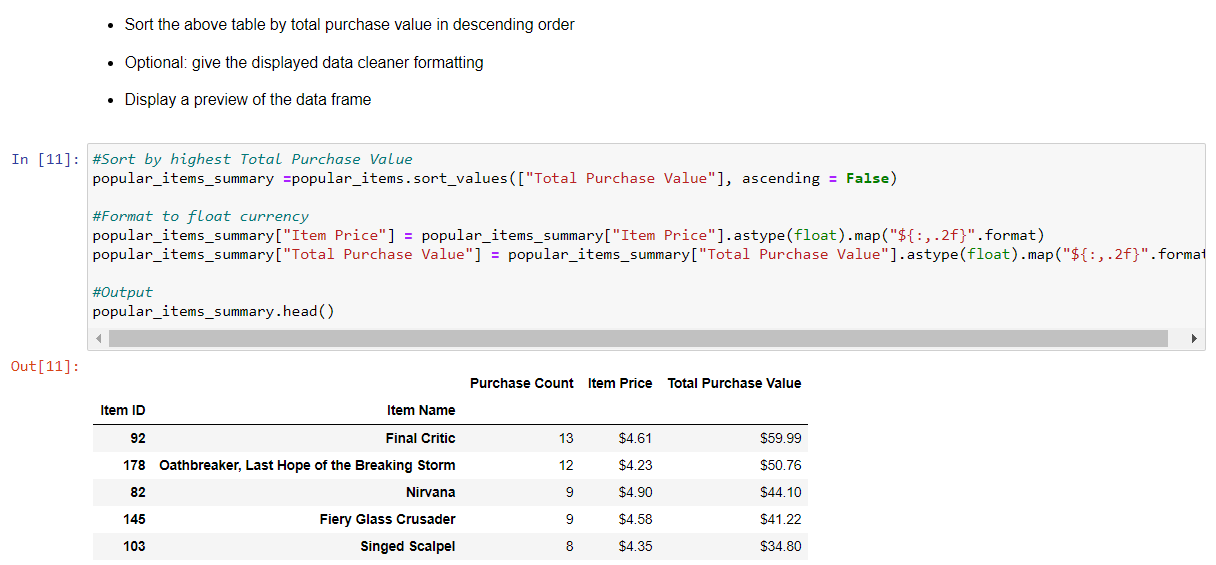 Sort the above table by total purchase value in descending order
Optional: give the displayed data cleaner formatting
Display a preview of the data frame
In [11]:
#Sort by highest Total Purchase Value
popular_items_summary =popular_items.sort_values(["Total Purchase Value"], ascending = False)
#Format to float currency
popular_items_summary["Item Price"] = popular_items_summary["Item Price"].astype(float).map("${:,.2f}".format)
popular_items_summary["Total Purchase Value"] = popular_items_summary["Total Purchase Value"].astype(float).map("${:,.2f}".format
#Output
popular_items_summary.head()
Out[11]:
Purchase Count Item Price Total Purchase Value
Item ID Item Name
92 Final Critic 13 $4.61 $59.99
178 Oathbreaker, Last Hope of the Breaking Storm 12 $4.23 $50.76
82 Nirvana 9 $4.90 $44.10
145 Fiery Glass Crusader 9 $4.58 $41.22
103 Singed Scalpel 8 $4.35 $34.80